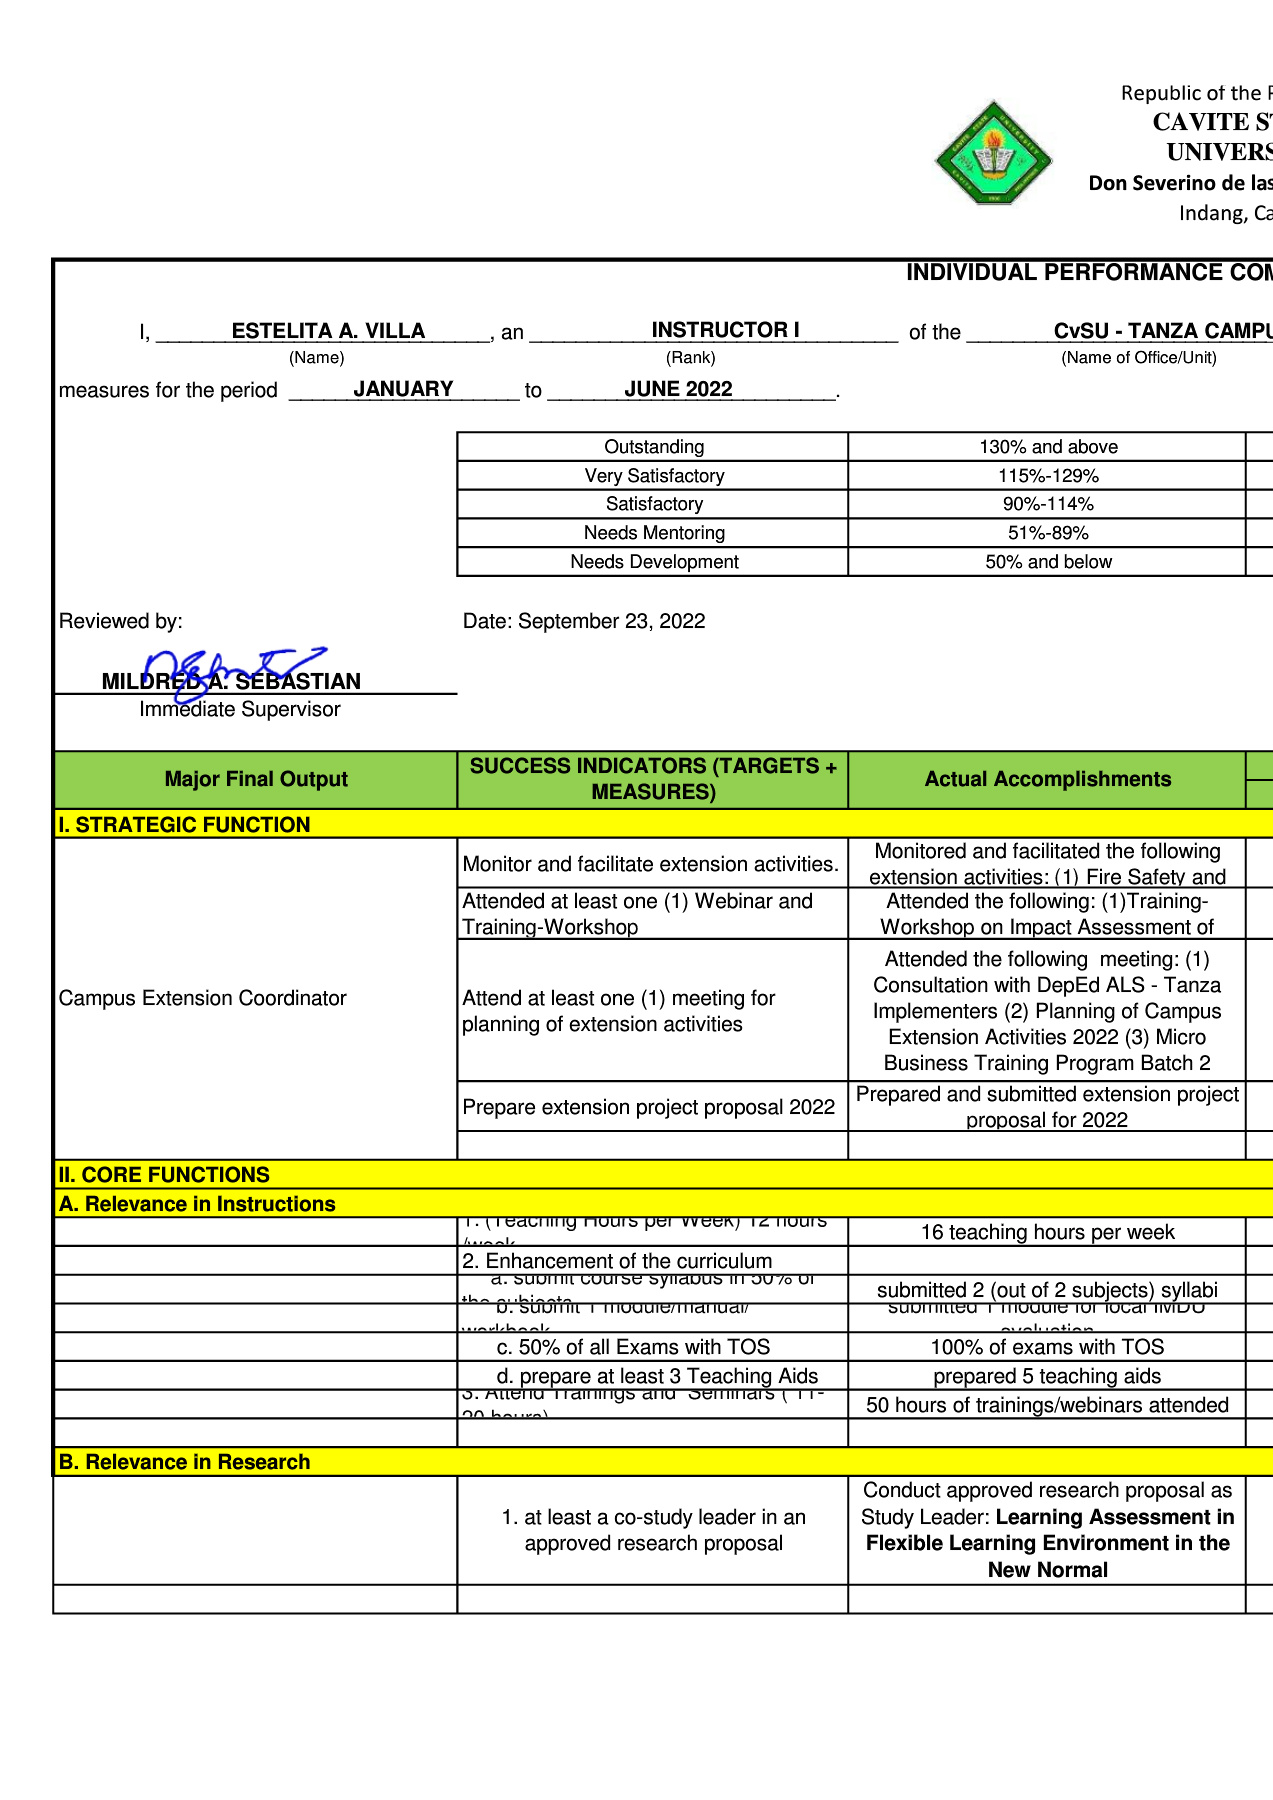 Republic of the
CAVITE
UNIVERS
Don Severino de las
Indang, Ca
INDIVIDUAL PERFORMANCE COM
I, ESTELITA A. VILLA, an INSTRUCTOR I of the CvSU - TANZA CAMPU
(Name) (Rank) (Name of Office/Unit)
measures for the period JANUARY to JUNE 2022.
Outstanding 130% and above
Very Satisfactory 115%-129%
Satisfactory 90%-114%
Needs Mentoring 51%-89%
Needs Development 50% and below
Reviewed by: Date: September 23, 2022
MILDRED A. SEBASTIAN
Immediate Supervisor
Major Final Output
SUCCESS INDICATORS (TARGETS +
MEASURES)
Actual Accomplishments
I. STRATEGIC FUNCTION
Campus Extension Coordinator
Monitor and facilitate extension activities.
Monitored and facilitated the following
extension activities: (1) Fire Safety and
Attended at least one (1) Webinar and
Training-Workshop
Attended the following: (1)Training-
Workshop on Impact Assessment of
Attend at least one (1) meeting for
planning of extension activities
Attended the following meeting: (1)
Consultation with DepEd ALS - Tanza
Implementers (2) Planning of Campus
Extension Activities 2022 (3) Micro
Business Training Program Batch 2
Prepare extension project proposal 2022
Prepared and submitted extension project
proposal for 2022
II. CORE FUNCTIONS
A. Relevance in Instructions
1. (Teaching Hours per Week) 12 hours
/week
16 teaching hours per week
2. Enhancement of the curriculum
a. submit course syllabus in 50% of
the subjects
submitted 2 (out of 2 subjects) syllabi
b. submit 1 module/manual/
workbook
submitted 1 module for local IMDU
evaluation
c. 50% of all Exams with TOS
100% of exams with TOS
d. prepare at least 3 Teaching Aids
prepared 5 teaching aids
3. Attend Trainings and Seminars ( 11-
20 hours)
50 hours of trainings/webinars attended
B. Relevance in Research
1. at least a co-study leader in an
approved research proposal
Conduct approved research proposal as
Study Leader: Learning Assessment in
Flexible Learning Environment in the
New Normal